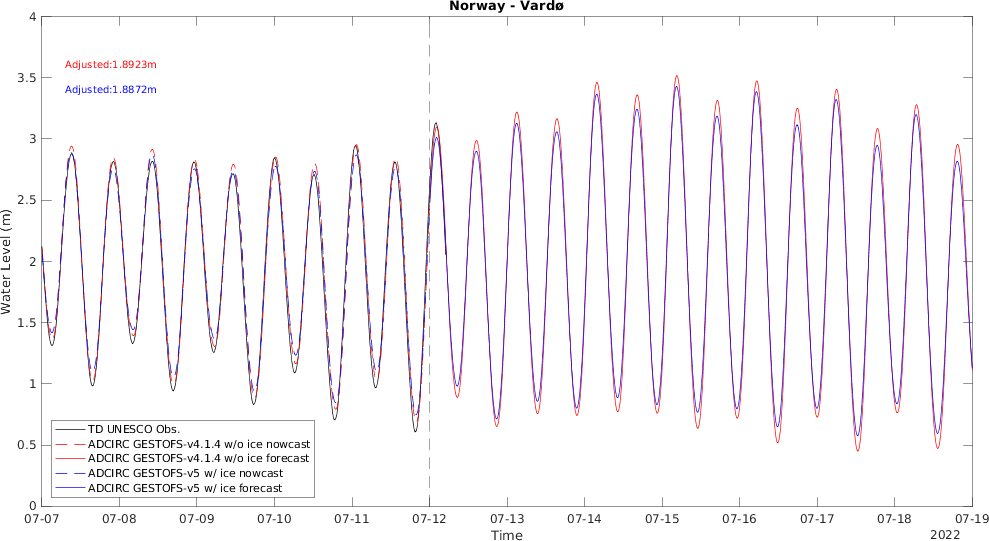 Norway - Vardø
4
3.5
3
2.5
2
1.5
1
0.5
0
Water Level (m)
Adjusted:1.8923m
Adjusted:1.8872m
TD UNESCO Obs.
ADCIRC GESTOFS-v4.1.4 w/o ice nowcast
ADCIRC GESTOFS-v4.1.4 w/o ice forecast
ADCIRC GESTOFS-v5 w/ ice nowcast
ADCIRC GESTOFS-v5 w/ ice forecast
07-07 07-08 07-09 07-10 07-11 07-12 07-13 07-14 07-15 07-16 07-17 07-18 07-19
Time
2022